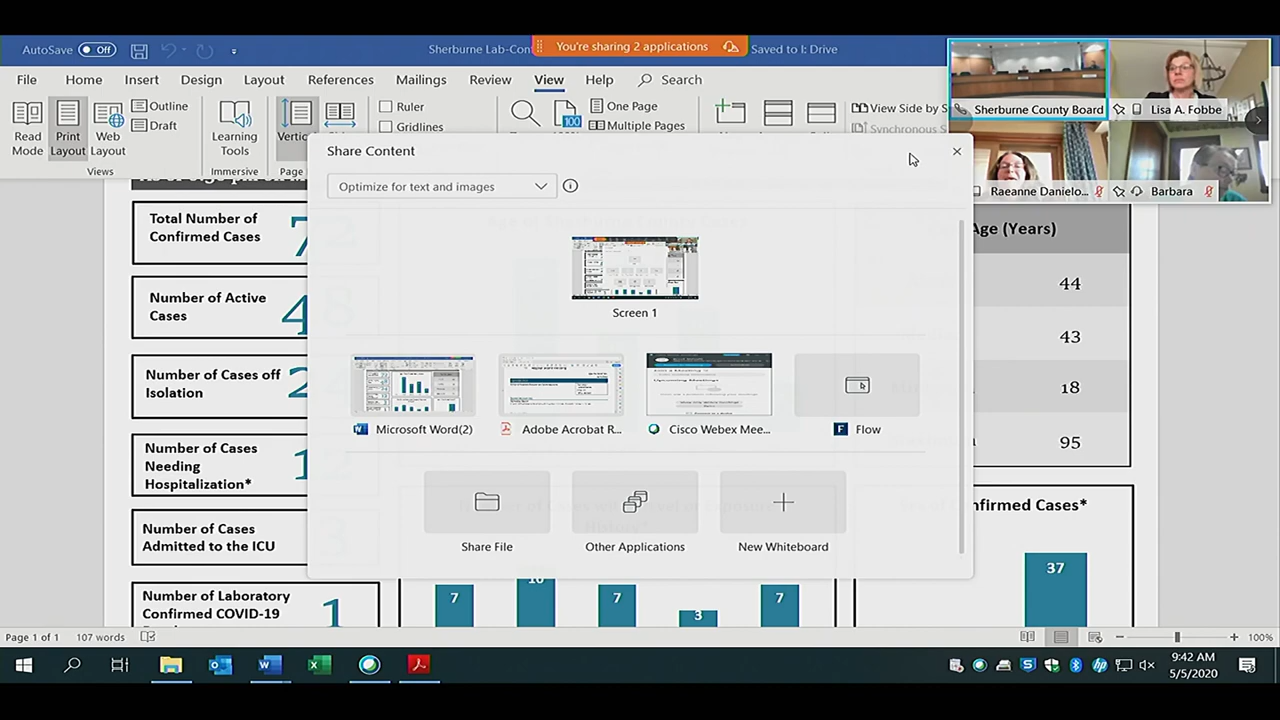 AutoSave Off
Sherburne Lab-Con
You're sharing 2 applications
Saved to I: Drive
File Home Insert Design Layout References Mailings Review View Help Search
Read Mode
Print Layout
Web Layout
Outline
Draft
Views
Learning Tools
Immersive
Page
Ruler
Gridlines
100
One Page
Multiple Pages
View Side by S
Synchronous S
Sherburne County Board
Lisa A. Fobbe
Raeanne Danielo...
Barbara
Share Content
Optimize for text and images
Screen 1
Microsoft Word(2)
Adobe Acrobat R...
Cisco Webex Mee...
Flow
Share File
Other Applications
New Whiteboard
Total Number of
Confirmed Cases
Number of Active
Cases
Number of Cases off
Isolation
Number of Cases
Needing
Hospitalization*
Number of Cases
Admitted to the ICU
Number of Laboratory
Confirmed COVID-19
1
Age (Years)
44
43
18
95
nfirmed Cases*
37
7
10
7
3
7
Page 1 of 1 107 words
100%
9:42 AM
5/5/2020